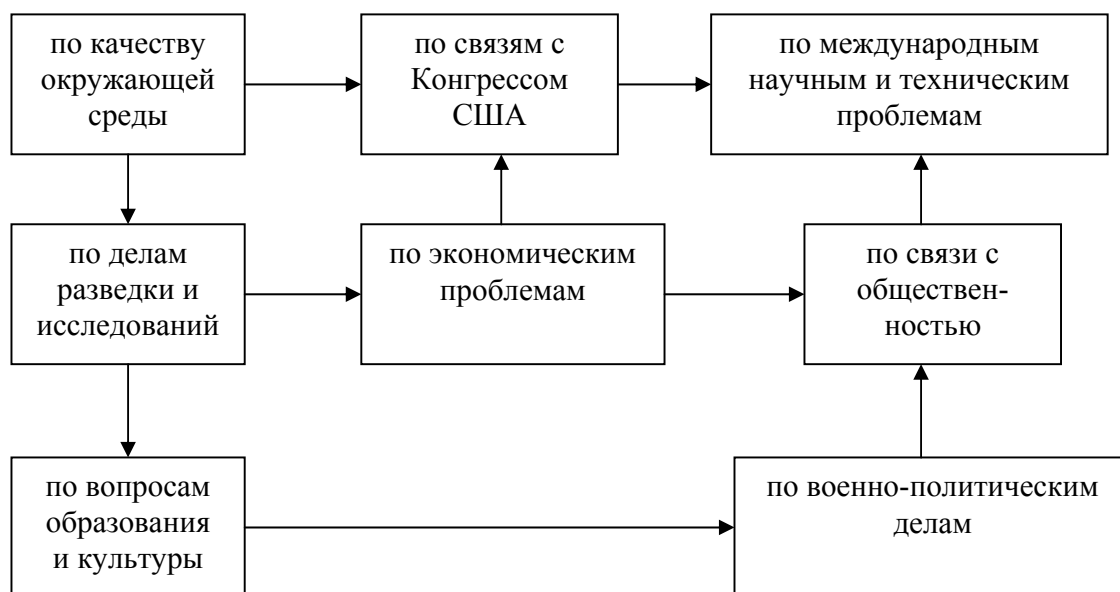 по качеству
окружающей
среды
по связям с
Конгрессом
США
по международным
научным и техническим
проблемам
по делам
разведки и
исследований
по экономическим
проблемам
по связи с
обществен-
ностью
по вопросам
образования
и культуры
по военно-политическим
делам